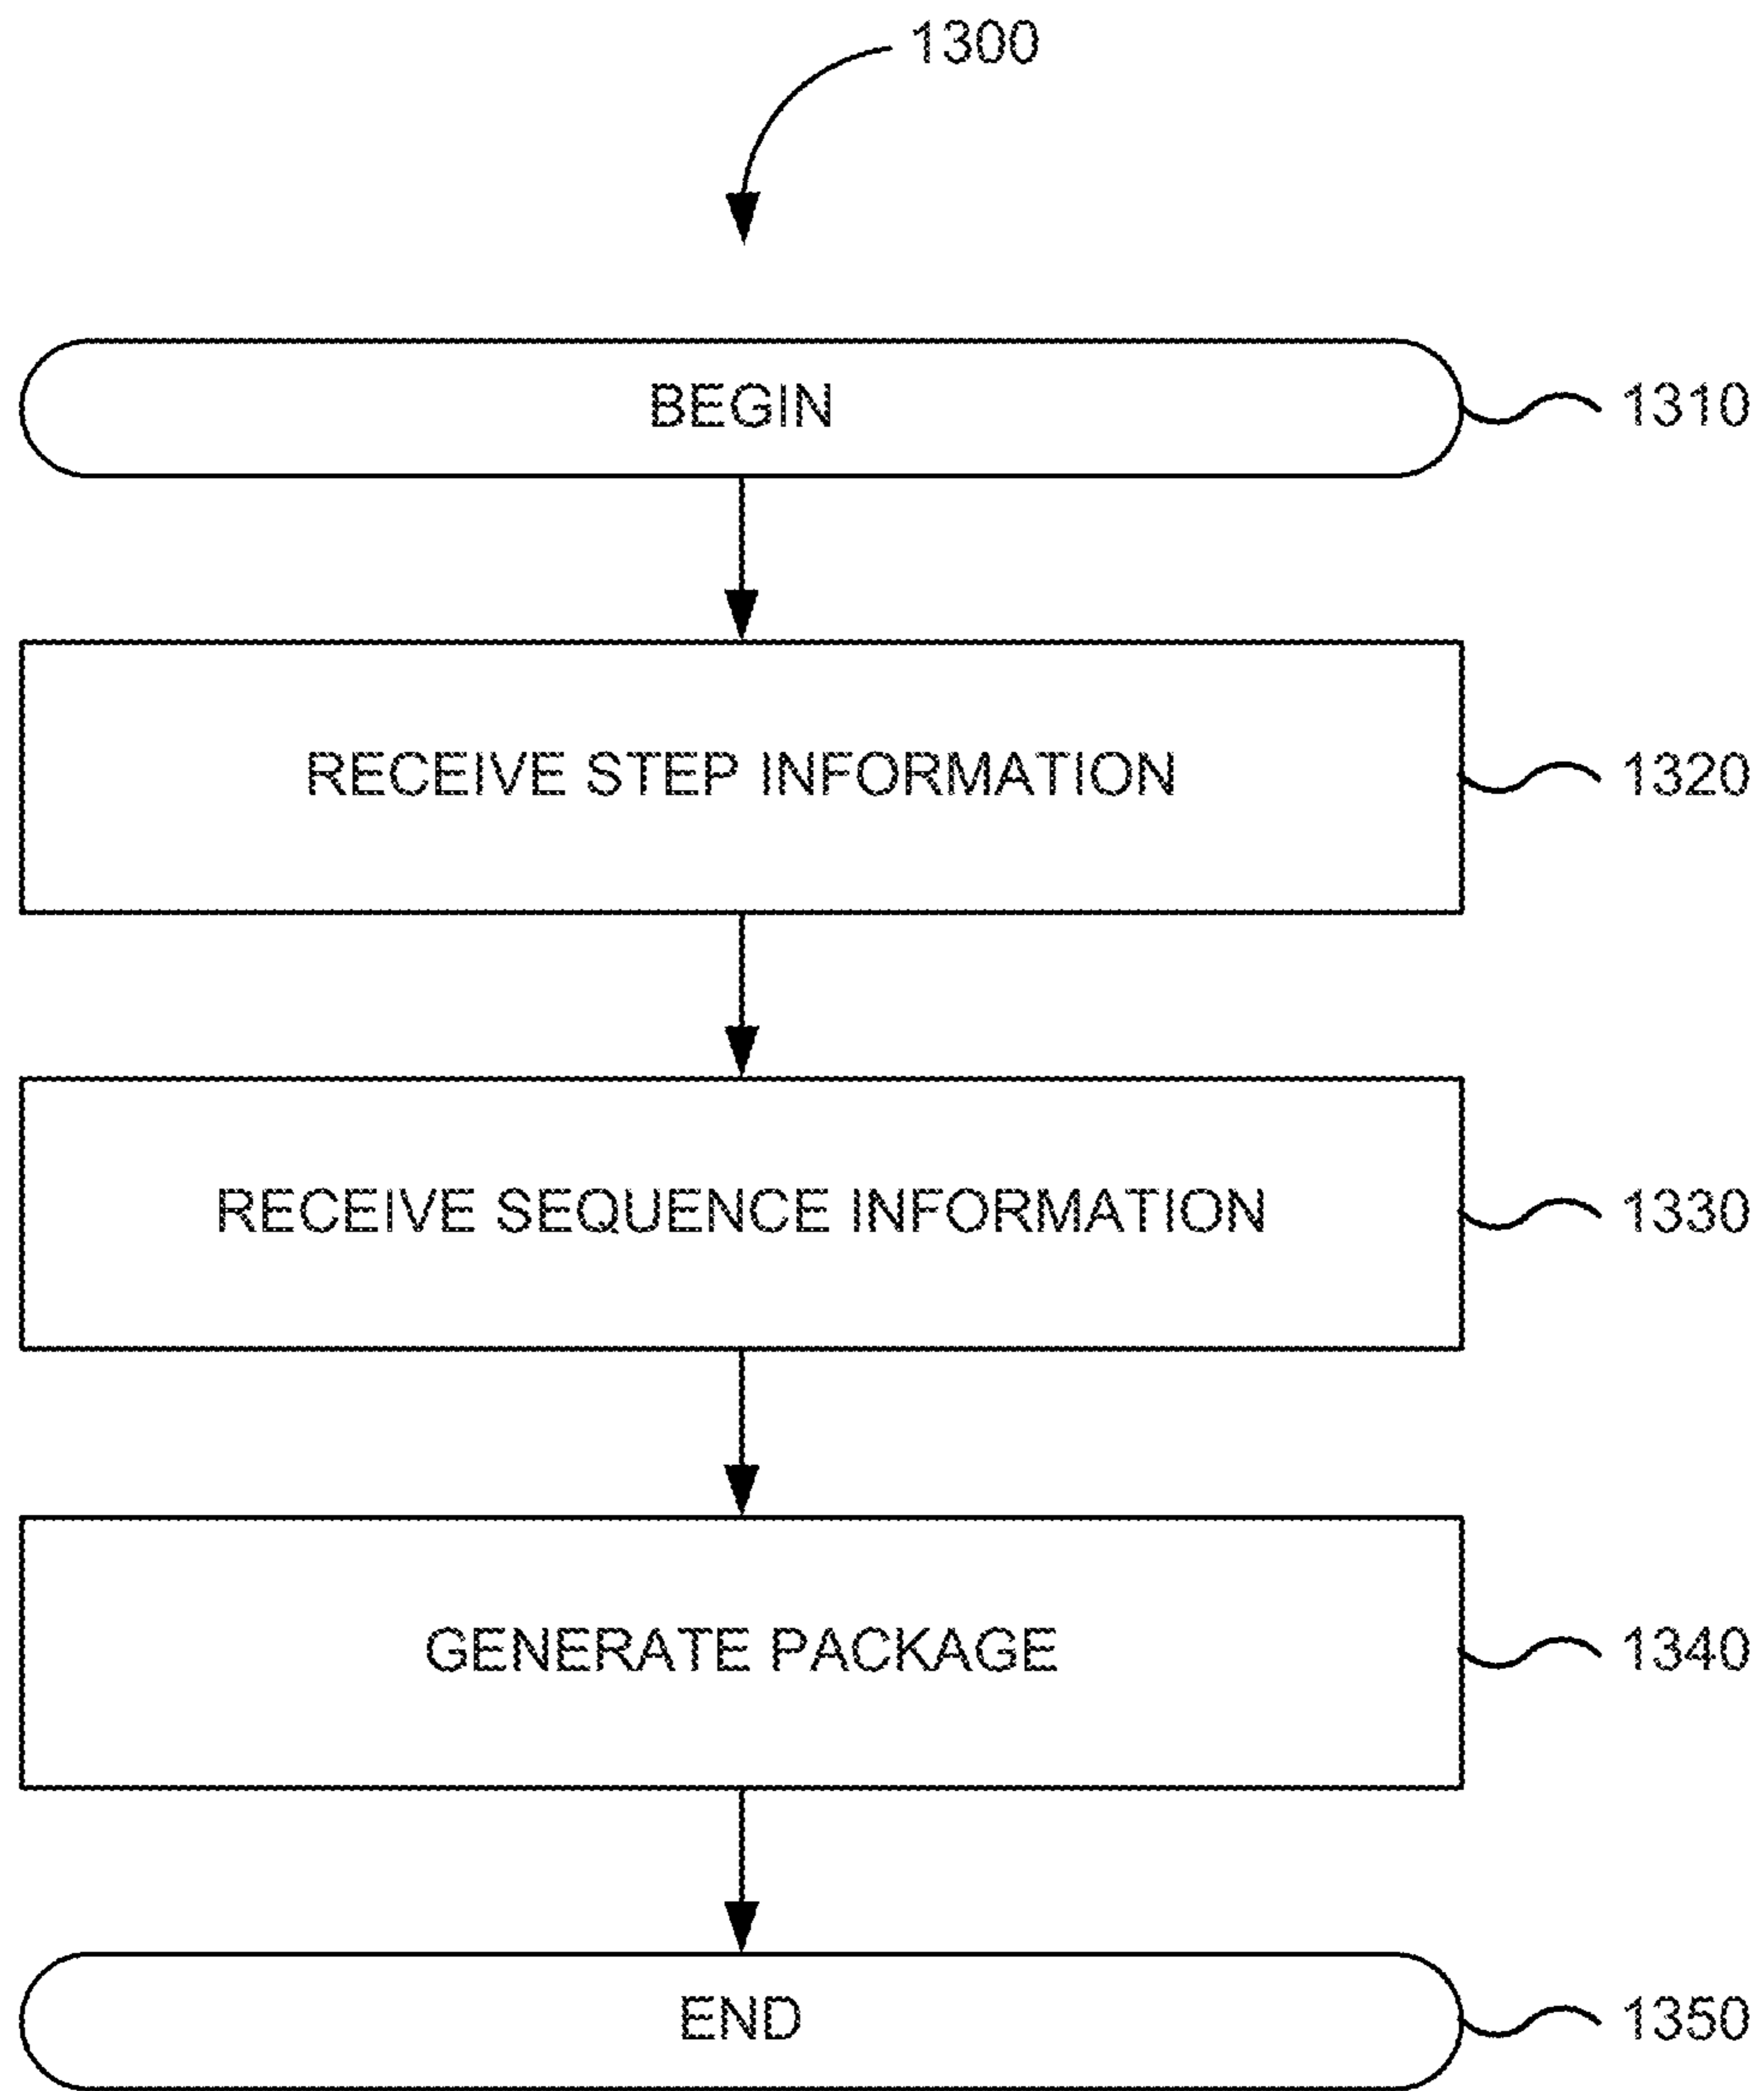 1300
BEGIN
1310
RECEIVE STEP INFORMATION
1320
RECEIVE SEQUENCE INFORMATION
1330
GENERATE PACKAGE
1340
END
1350